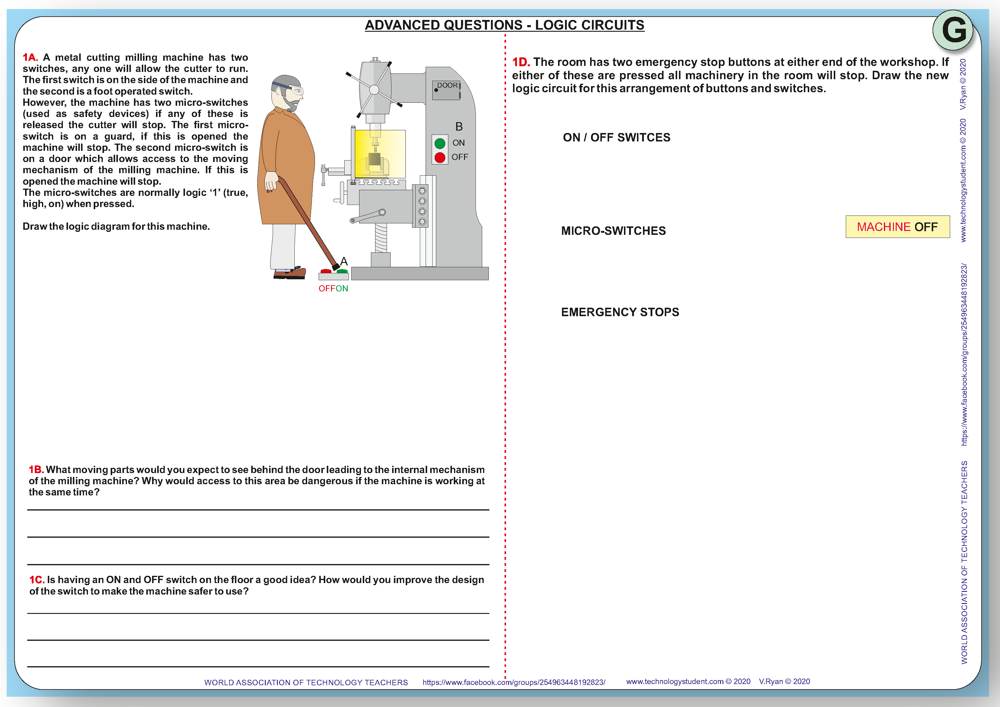 ADVANCED QUESTIONS - LOGIC CIRCUITS
G
1A. A metal cutting milling machine has two
switches, any one will allow the cutter to run.
The first switch is on the side of the machine and
the second is a foot operated switch.
However, the machine has two micro-switches
(used as safety devices) if any of these is
released the cutter will stop. The first micro-
switch is on a guard, if this is opened the
machine will stop. The second micro-switch is
on a door which allows access to the moving
mechanism of the milling machine. If this is
opened the machine will stop.
The micro-switches are normally logic ‘1’ (true,
high, on) when pressed.
Draw the logic diagram for this machine.
DOOR
B
ON
OFF
A
OFFON
1B. What moving parts would you expect to see behind the door leading to the internal mechanism
of the milling machine? Why would access to this area be dangerous if the machine is working at
the same time?
1C. Is having an ON and OFF switch on the floor a good idea? How would you improve the design
of the switch to make the machine safer to use?
1D. The room has two emergency stop buttons at either end of the workshop. If
either of these are pressed all machinery in the room will stop. Draw the new
logic circuit for this arrangement of buttons and switches.
ON / OFF SWITCES
MICRO-SWITCHES
MACHINE OFF
EMERGENCY STOPS
WORLD ASSOCIATION OF TECHNOLOGY TEACHERS https://www.facebook.com/groups/254963448192823/ www.technologystudent.com © 2020 V.Ryan © 2020
WORLD ASSOCIATION OF TECHNOLOGY TEACHERS https://www.facebook.com/groups/254963448192823/ www.technologystudent.com © 2020 V.Ryan © 2020